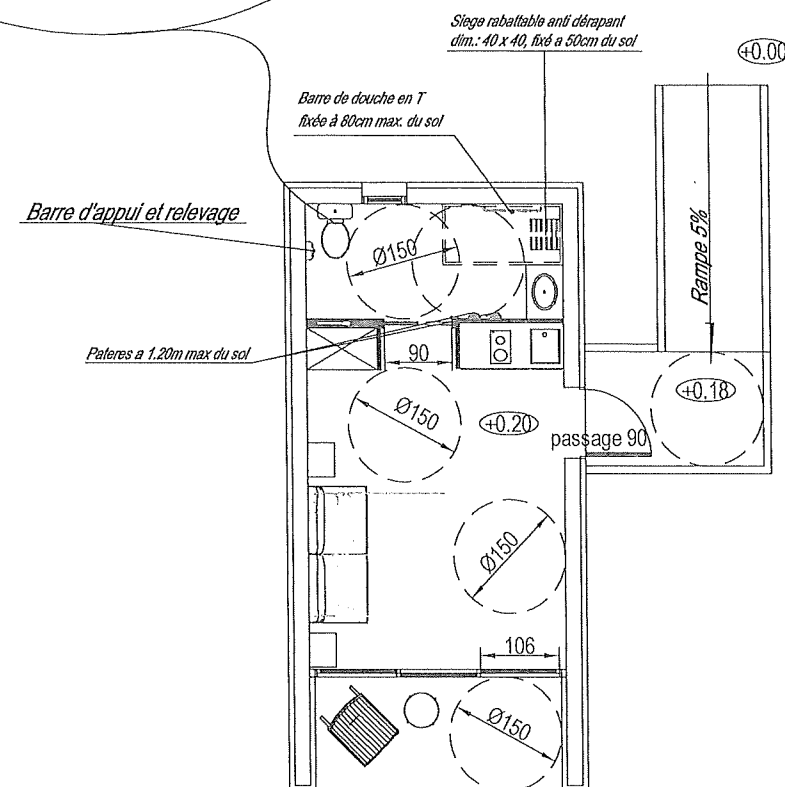 Siege rabattable anti dérapant
dim.: 40 x 40, fixé a 50cm du sol
+0.00
Barre de douche en T
fixée à 80cm max. du sol
Barre d'appui et relevage
Ø150
Rampe 5%
Pateres a 1.20m max du sol
90
+0.18
Ø150
+0.20
passage 90
Ø150
106
Ø150